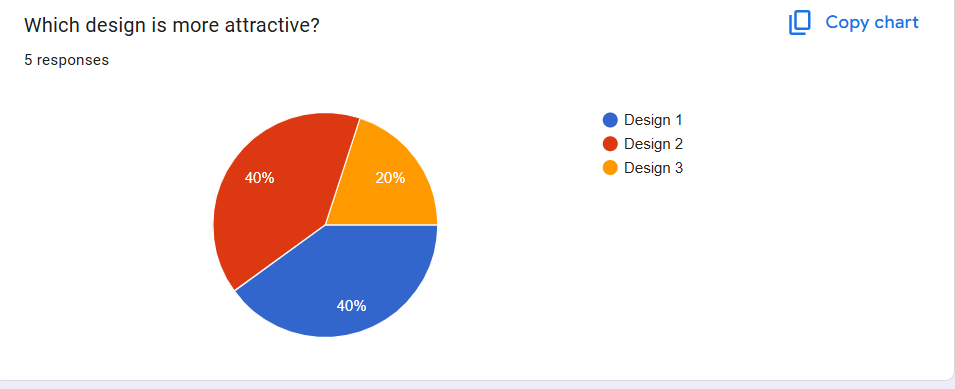 Which design is more attractive?
Copy chart
5 responses
Design 1
Design 2
Design 3
40%
20%
40%